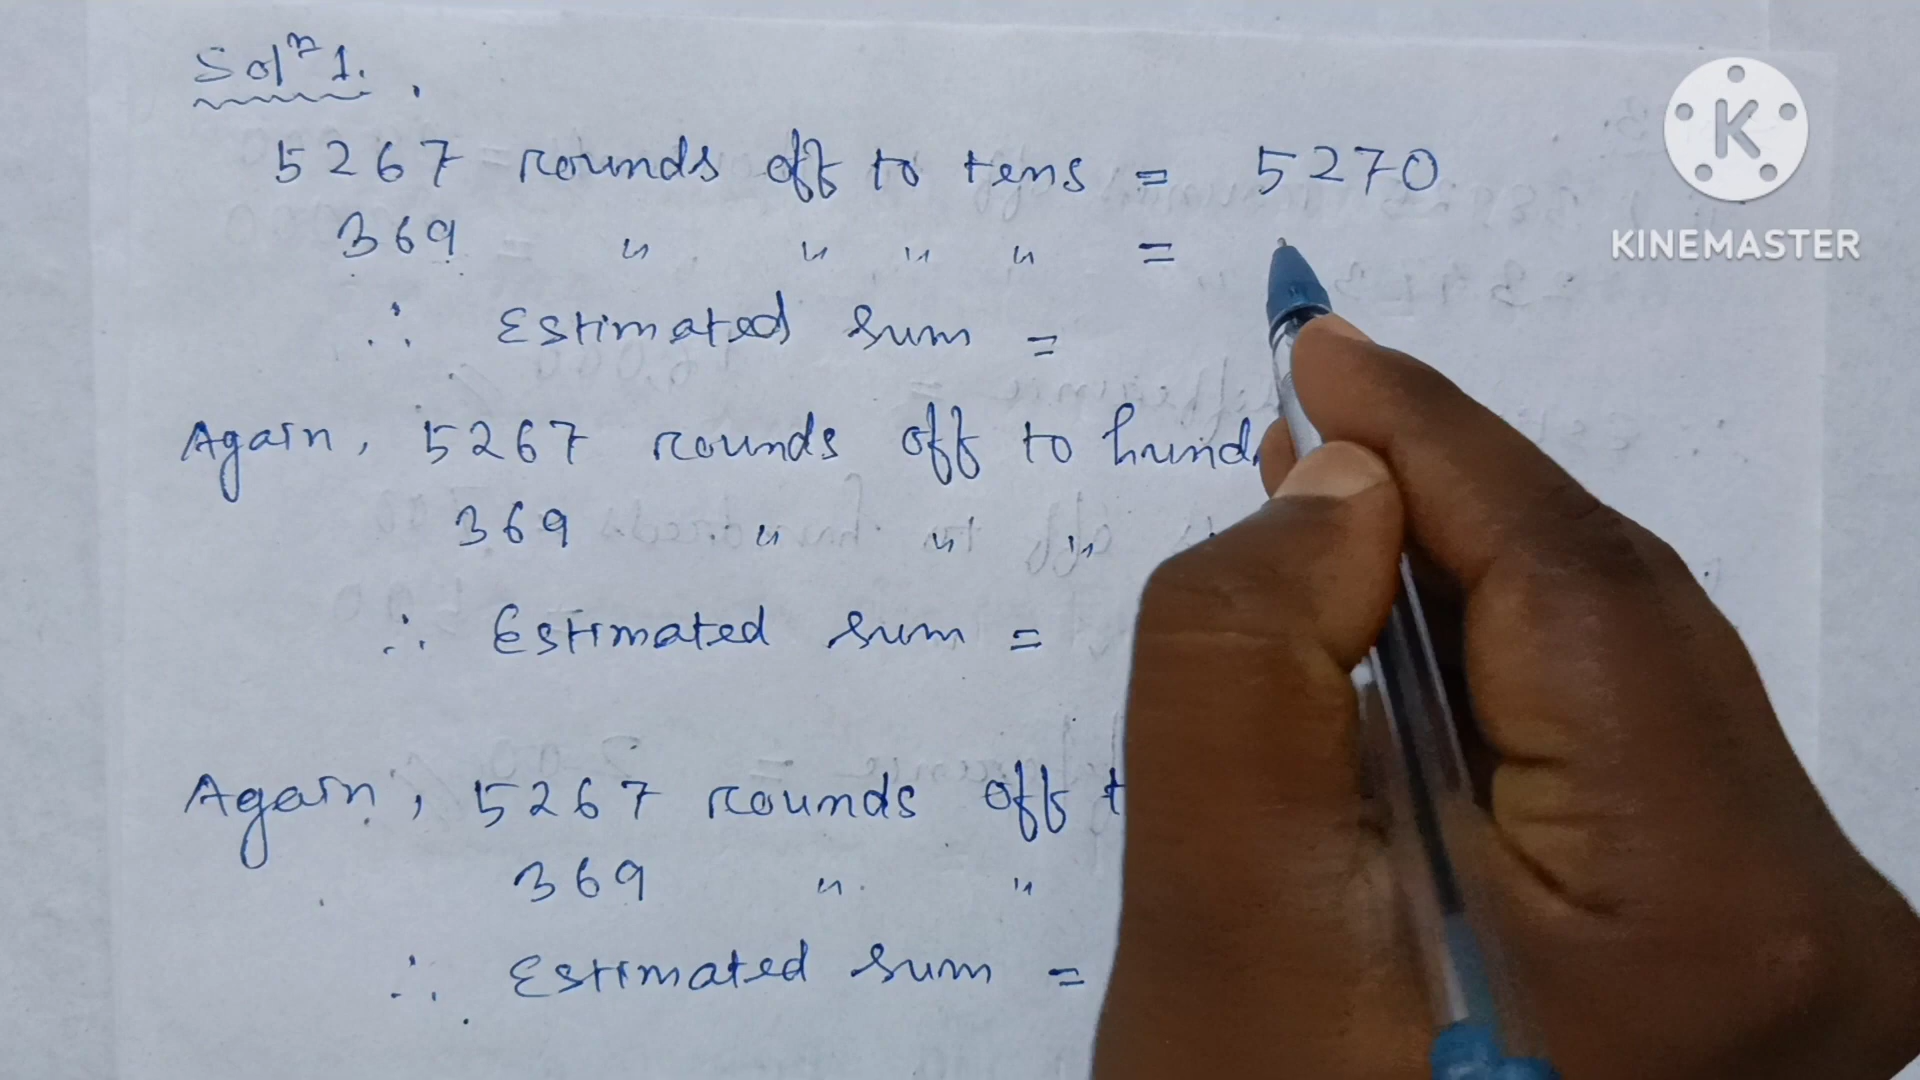 Solⁿ 1.
5267 rounds off to tens = 5270
369 " " " " =
∴ Estimated sum =
Again, 5267 rounds off to hund
369 " " "
∴ Estimated sum =
Again, 5267 rounds off t
369 " "
∴ Estimated sum =
K
KINEMASTER